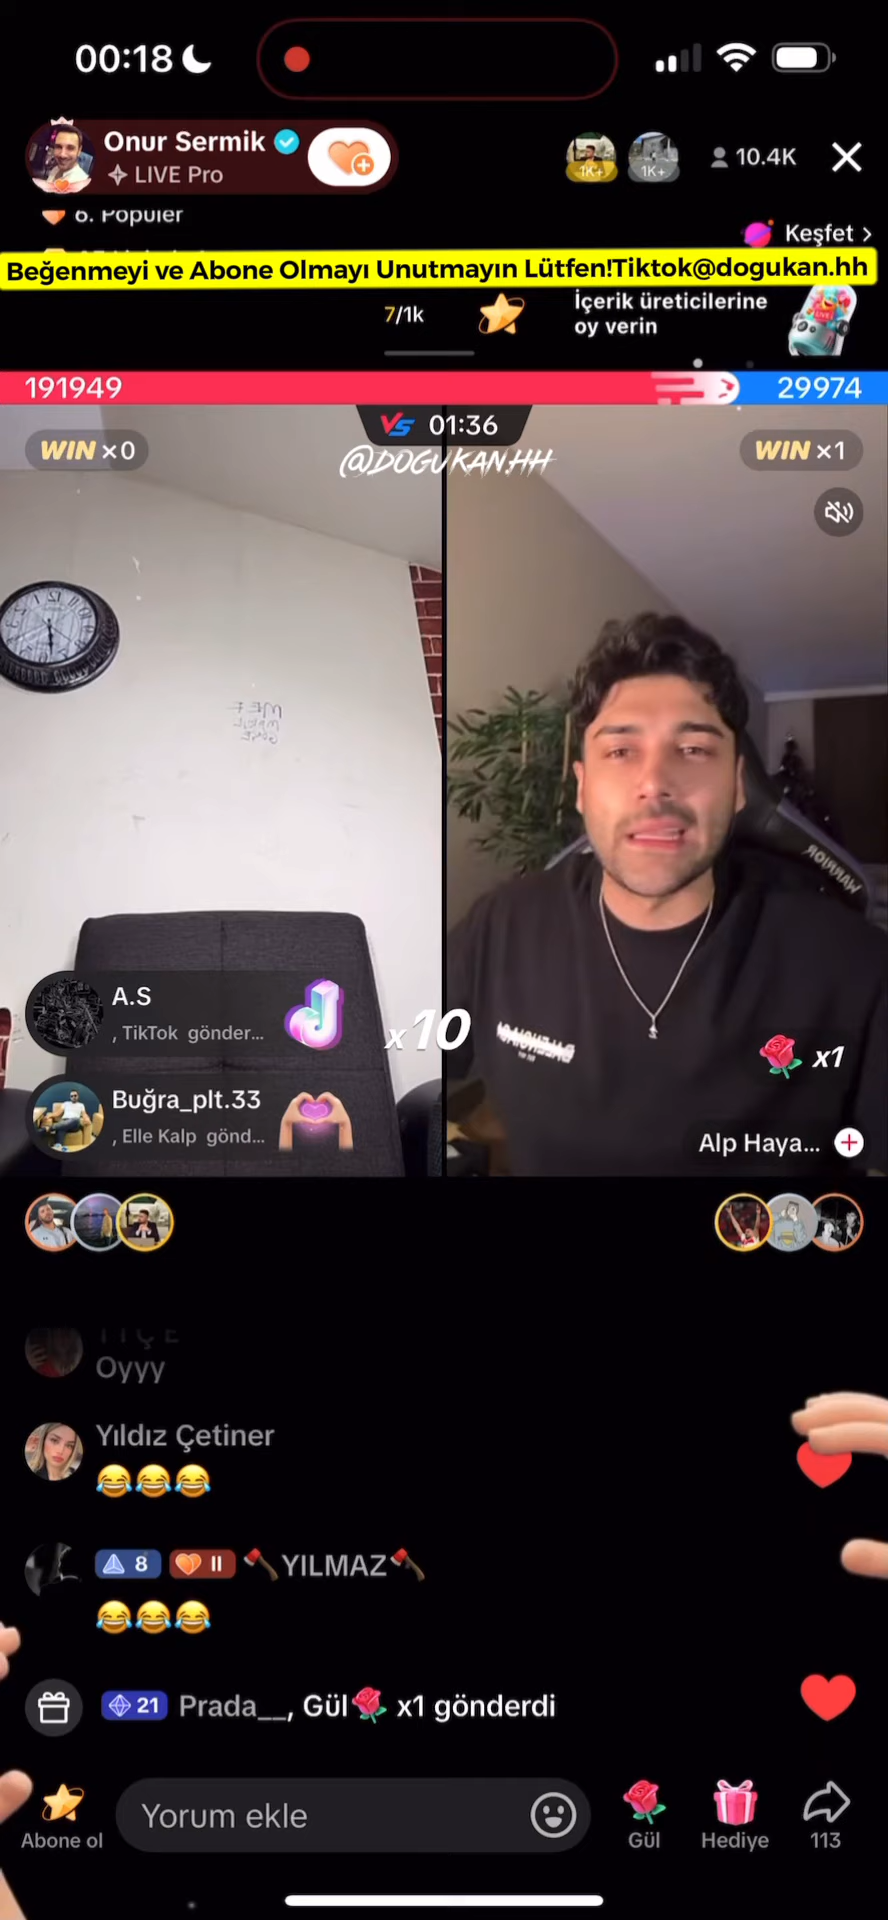 00:18
Onur Sermik
LIVE Pro
1K+
1K+
10.4K
6. Popüler
Keşfet >
Beğenmeyi ve Abone Olmayı Unutmayın Lütfen!Tiktok@dogukan.hh
7/1k
İçerik üreticilerine
oy verin
191949
29974
VS 01:36
WIN x0
WIN x1
@DOGUKAN.HH
WARRIOR
A.S
, TikTok gönder...
x10
x1
Buğra_plt.33
, Elle Kalp gönd...
Alp Haya...
Oyyy
Yıldız Çetiner
😂😂😂
8 II 🪓YILMAZ🪓
😂😂😂
21 Prada__, Gül🌹 x1 gönderdi
Abone ol
Yorum ekle
Gül
Hediye
113